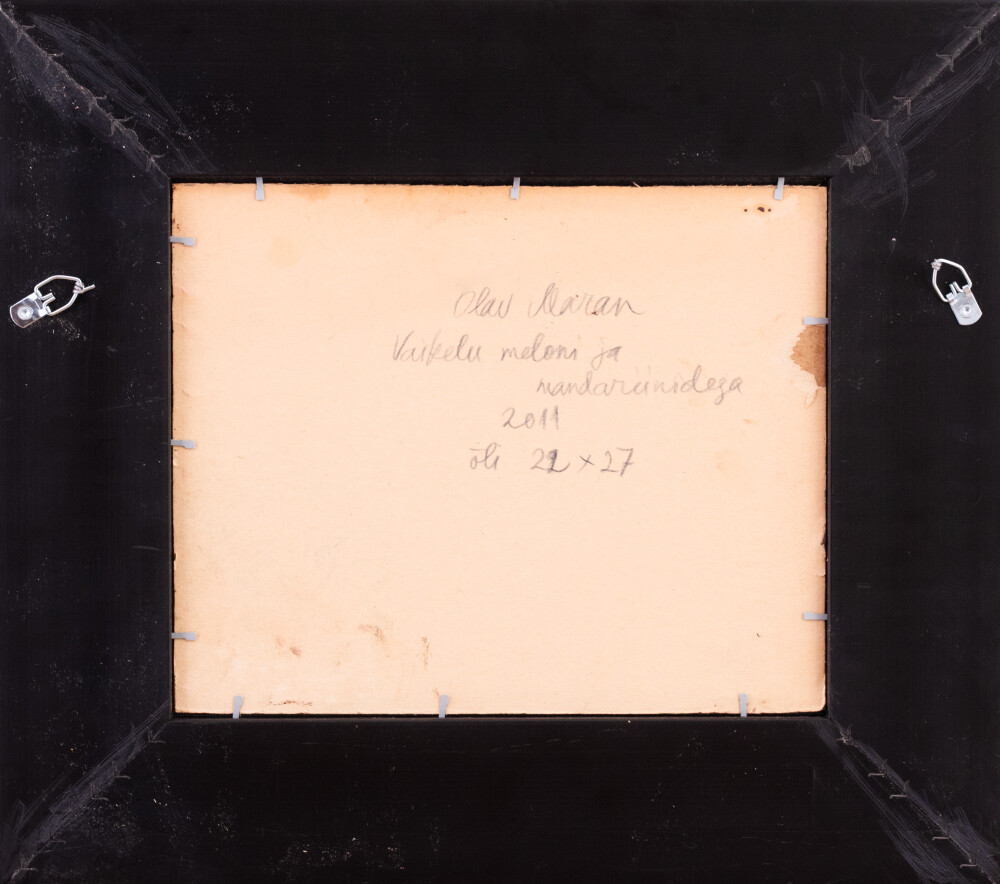 Olav Maran
Vaikelu meloni ja
mandariinidega
2011
õli 22 x 27